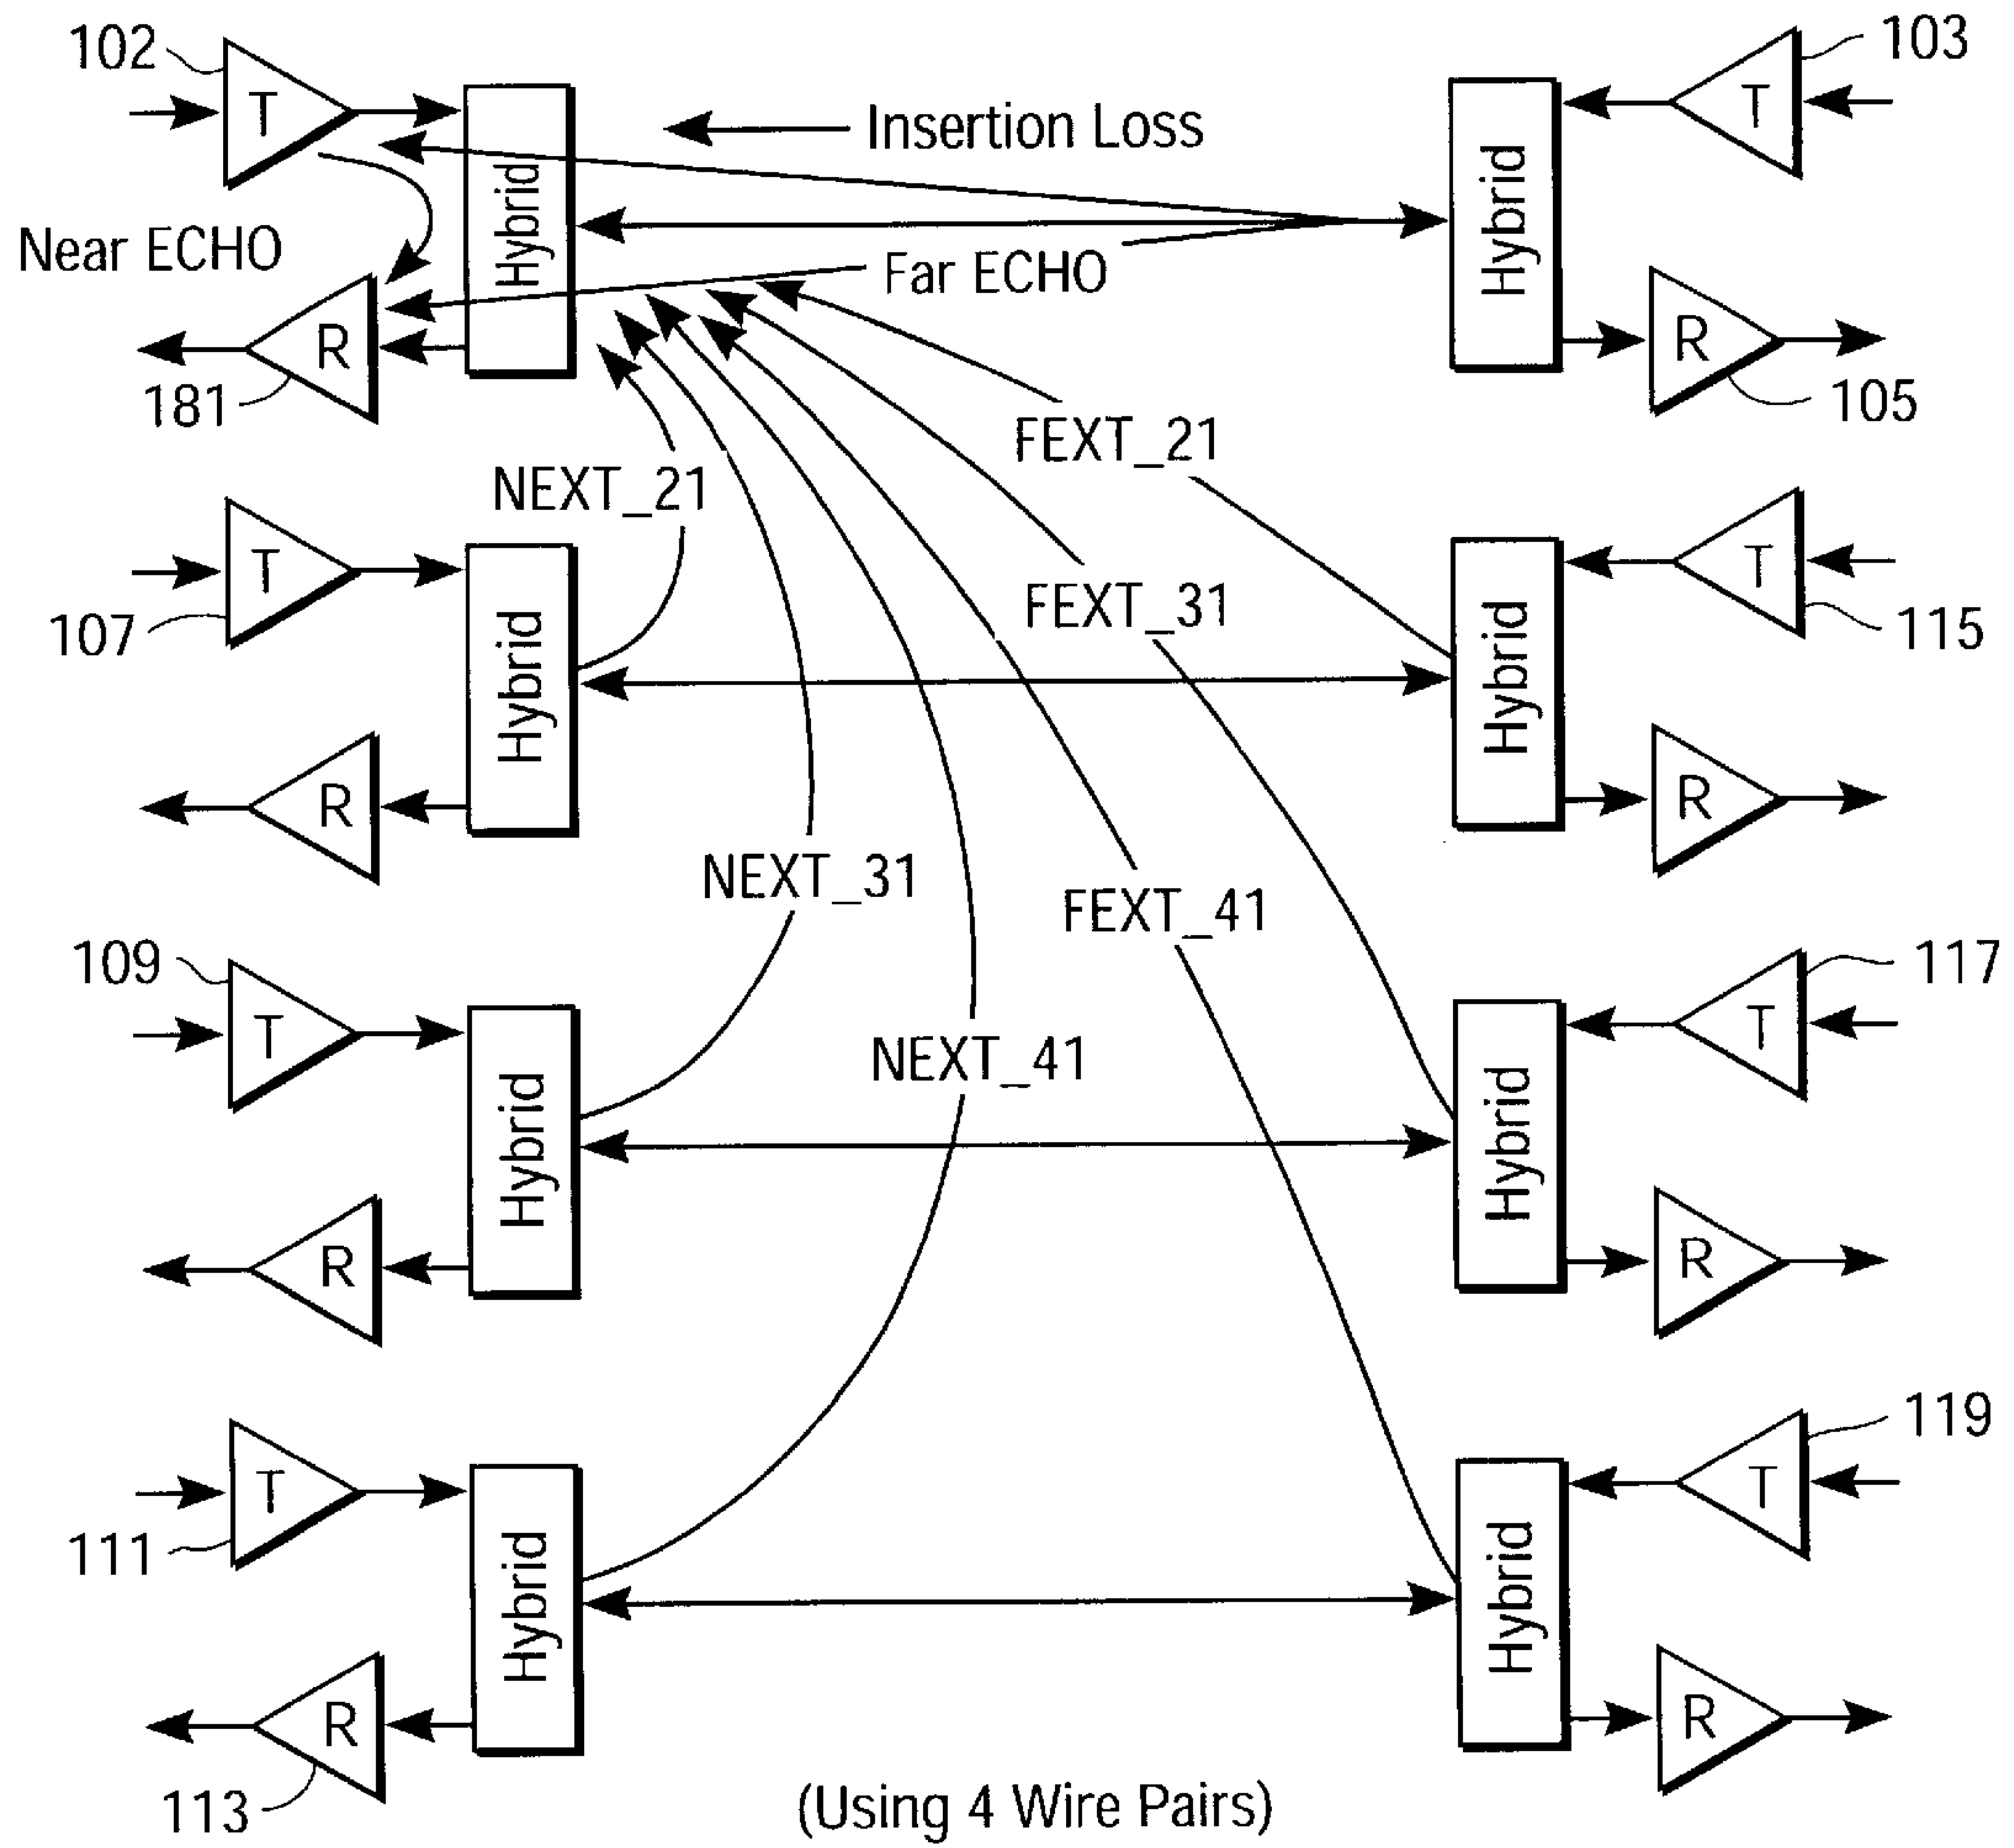 102
T
Hybrid
Insertion Loss
Hybrid
T
103
Near ECHO
Far ECHO
R
181
R
105
FEXT_21
NEXT_21
T
107
Hybrid
FEXT_31
Hybrid
T
115
R
R
NEXT_31
FEXT_41
109
T
Hybrid
NEXT_41
Hybrid
T
117
R
R
T
111
Hybrid
Hybrid
T
119
R
113
R
(Using 4 Wire Pairs)